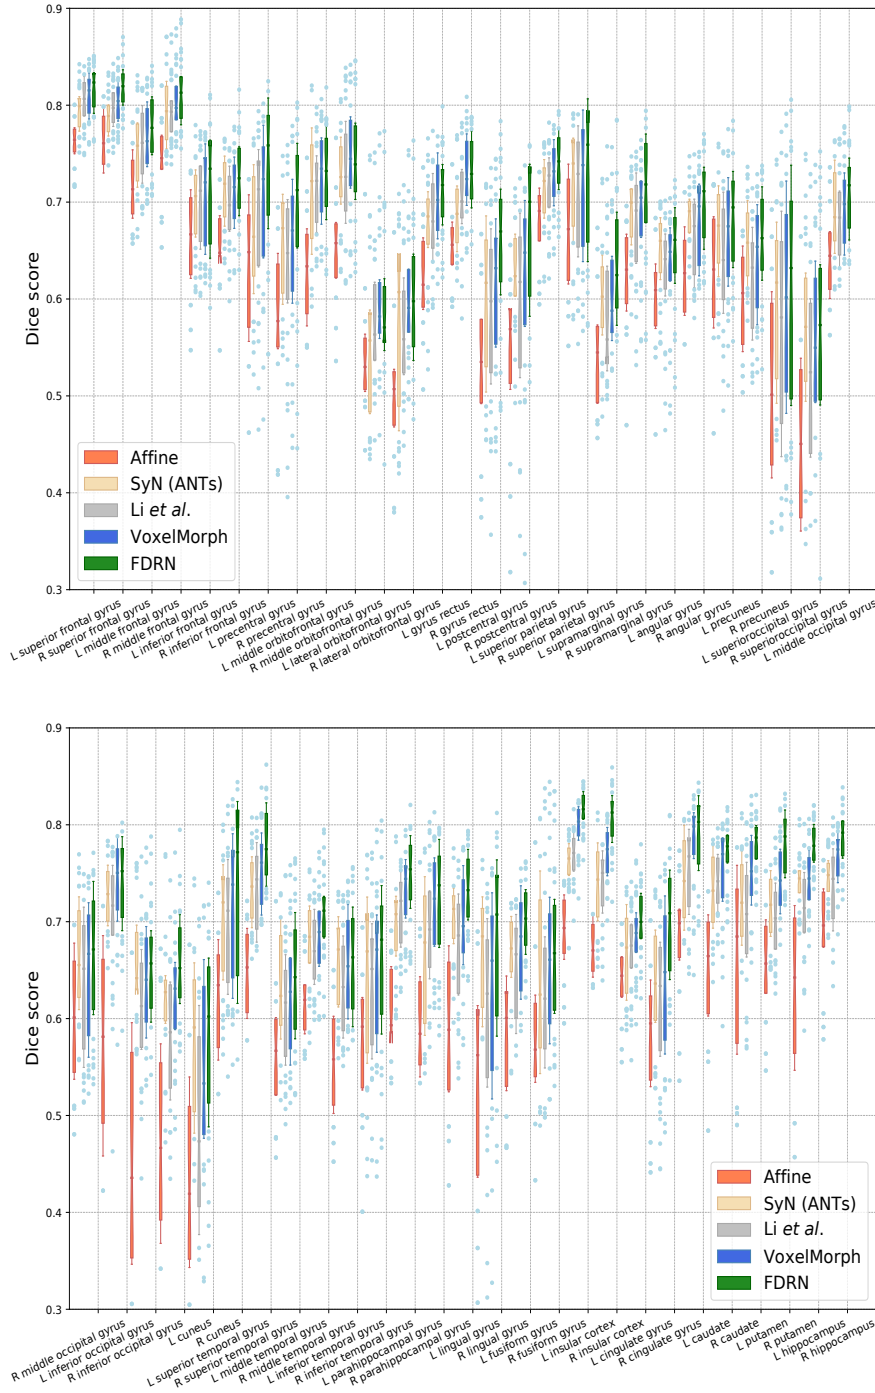 0.9
0.8
0.7
0.6
0.5
0.4
0.3
Dice score
Affine
SyN (ANTs)
Li et al.
VoxelMorph
FDRN
L superior frontal gyrus
R superior frontal gyrus
L middle frontal gyrus
R middle frontal gyrus
L inferior frontal gyrus
R inferior frontal gyrus
L precentral gyrus
R precentral gyrus
L middle orbitofrontal gyrus
R middle orbitofrontal gyrus
L lateral orbitofrontal gyrus
R lateral orbitofrontal gyrus
L gyrus rectus
R gyrus rectus
L postcentral gyrus
R postcentral gyrus
L superior parietal gyrus
R superior parietal gyrus
L supramarginal gyrus
R supramarginal gyrus
L angular gyrus
R angular gyrus
L precuneus
R precuneus
L superioroccipital gyrus
R superioroccipital gyrus
L middle occipital gyrus
0.9
0.8
0.7
0.6
0.5
0.4
0.3
Dice score
Affine
SyN (ANTs)
Li et al.
VoxelMorph
FDRN
R middle occipital gyrus
L inferior occipital gyrus
R inferior occipital gyrus
L cuneus
R cuneus
L superior temporal gyrus
R superior temporal gyrus
L middle temporal gyrus
R middle temporal gyrus
L inferior temporal gyrus
R inferior temporal gyrus
L parahippocampal gyrus
R parahippocampal gyrus
L lingual gyrus
R lingual gyrus
L fusiform gyrus
R fusiform gyrus
L insular cortex
R insular cortex
L cingulate gyrus
R cingulate gyrus
L caudate
R caudate
L putamen
R putamen
L hippocampus
R hippocampus